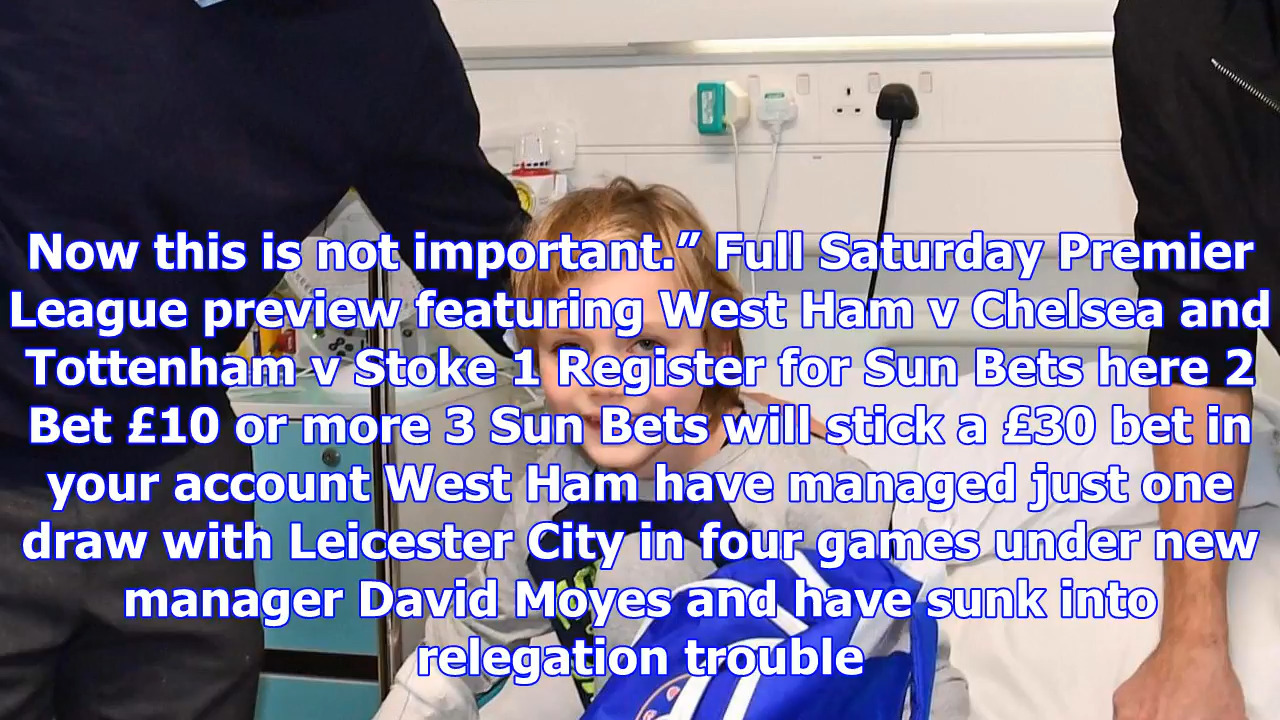 Now this is not important.” Full Saturday Premier
League preview featuring West Ham v Chelsea and
Tottenham v Stoke 1 Register for Sun Bets here 2
Bet £10 or more 3 Sun Bets will stick a £30 bet in
your account West Ham have managed just one
draw with Leicester City in four games under new
manager David Moyes and have sunk into
relegation trouble